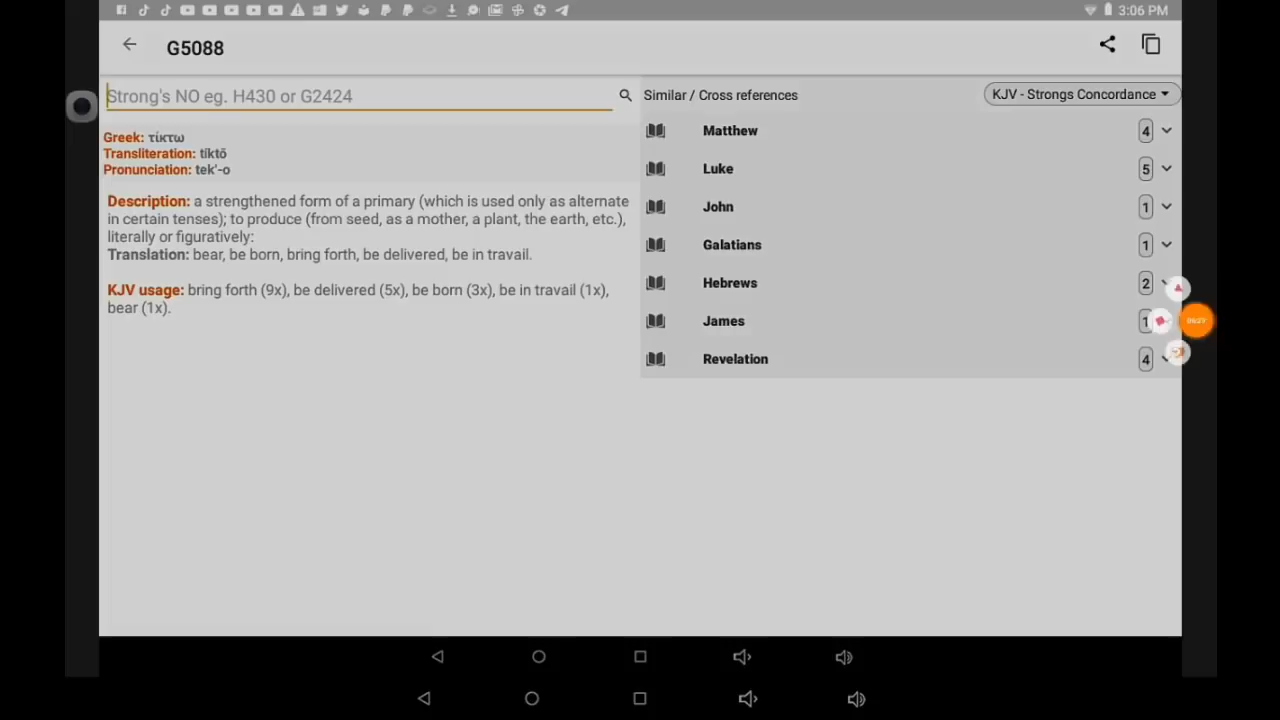 3:06 PM
G5088
Strong's NO eg. H430 or G2424
Similar / Cross references
KJV - Strongs Concordance
Greek: τίκτω
Transliteration: tíktō
Pronunciation: tek'-o
Description: a strengthened form of a primary (which is used only as alternate
in certain tenses); to produce (from seed, as a mother, a plant, the earth, etc.),
literally or figuratively:
Translation: bear, be born, bring forth, be delivered, be in travail.
KJV usage: bring forth (9x), be delivered (5x), be born (3x), be in travail (1x),
bear (1x).
Matthew 4
Luke 5
John 1
Galatians 1
Hebrews 2
James 1
Revelation 4